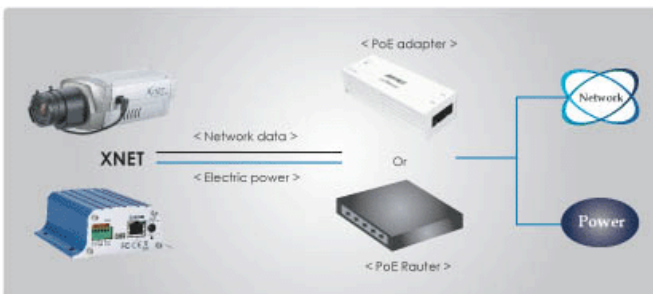 < PoE adapter >
Network
< Network data >
XNET
Or
< Electric power >
Power
< PoE Rauter >